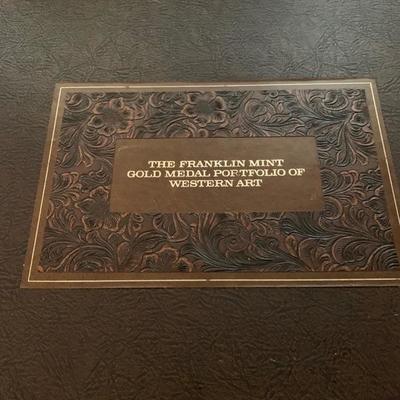 THE FRANKLIN MINT
GOLD MEDAL PORTFOLIO OF
WESTERN ART